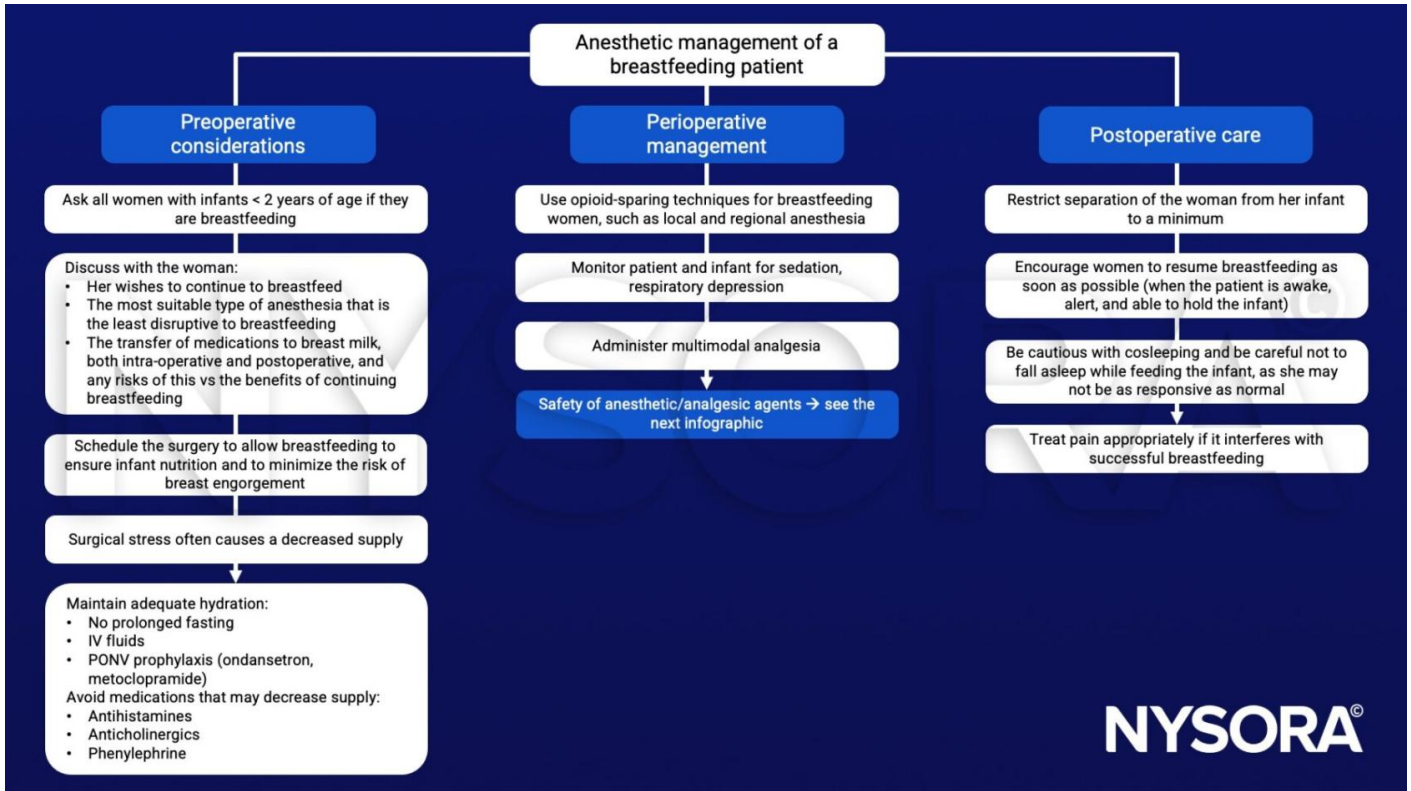 Anesthetic management of a
breastfeeding patient
Preoperative
considerations
Ask all women with infants < 2 years of age if they
are breastfeeding
Discuss with the woman:
• Her wishes to continue to breastfeed
• The most suitable type of anesthesia that is
the least disruptive to breastfeeding
• The transfer of medications to breast milk,
both intra-operative and postoperative, and
any risks of this vs the benefits of continuing
breastfeeding
Schedule the surgery to allow breastfeeding to
ensure infant nutrition and to minimize the risk of
breast engorgement
Surgical stress often causes a decreased supply
Maintain adequate hydration:
• No prolonged fasting
• IV fluids
• PONV prophylaxis (ondansetron,
metoclopramide)
Avoid medications that may decrease supply:
• Antihistamines
• Anticholinergics
• Phenylephrine
Perioperative
management
Use opioid-sparing techniques for breastfeeding
women, such as local and regional anesthesia
Monitor patient and infant for sedation,
respiratory depression
Administer multimodal analgesia
Safety of anesthetic/analgesic agents → see the
next infographic
Postoperative care
Restrict separation of the woman from her infant
to a minimum
Encourage women to resume breastfeeding as
soon as possible (when the patient is awake,
alert, and able to hold the infant)
Be cautious with cosleeping and be careful not to
fall asleep while feeding the infant, as she may
not be as responsive as normal
Treat pain appropriately if it interferes with
successful breastfeeding
NYSORA©
NYSORA©